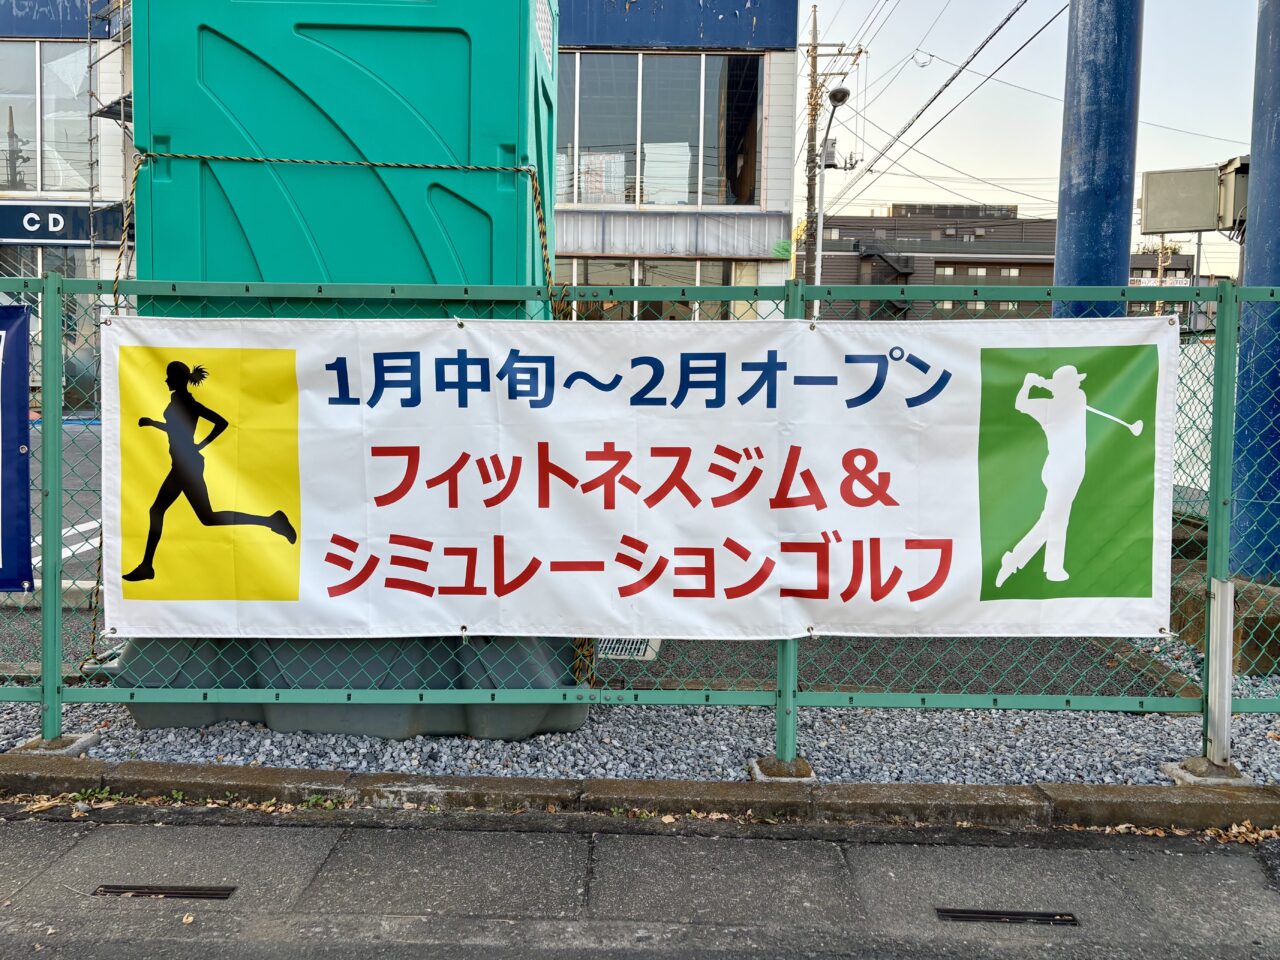 CD
1月中旬～2月オープン
フィットネスジム&
シミュレーションゴルフ